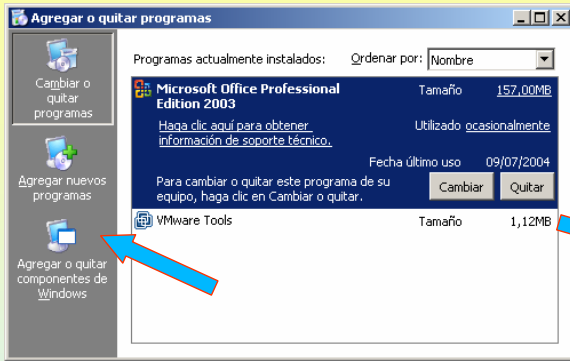 Agregar o quitar programas
Cambiar o
quitar
programas
Agregar nuevos
programas
Agregar o quitar
componentes de
Windows
Programas actualmente instalados:
Ordenar por: Nombre
Microsoft Office Professional
Edition 2003
Tamaño 157,00MB
Haga clic aquí para obtener
información de soporte técnico.
Utilizado ocasionalmente
Fecha último uso 09/07/2004
Para cambiar o quitar este programa de su
equipo, haga clic en Cambiar o quitar.
Cambiar Quitar
VMware Tools Tamaño 1,12MB